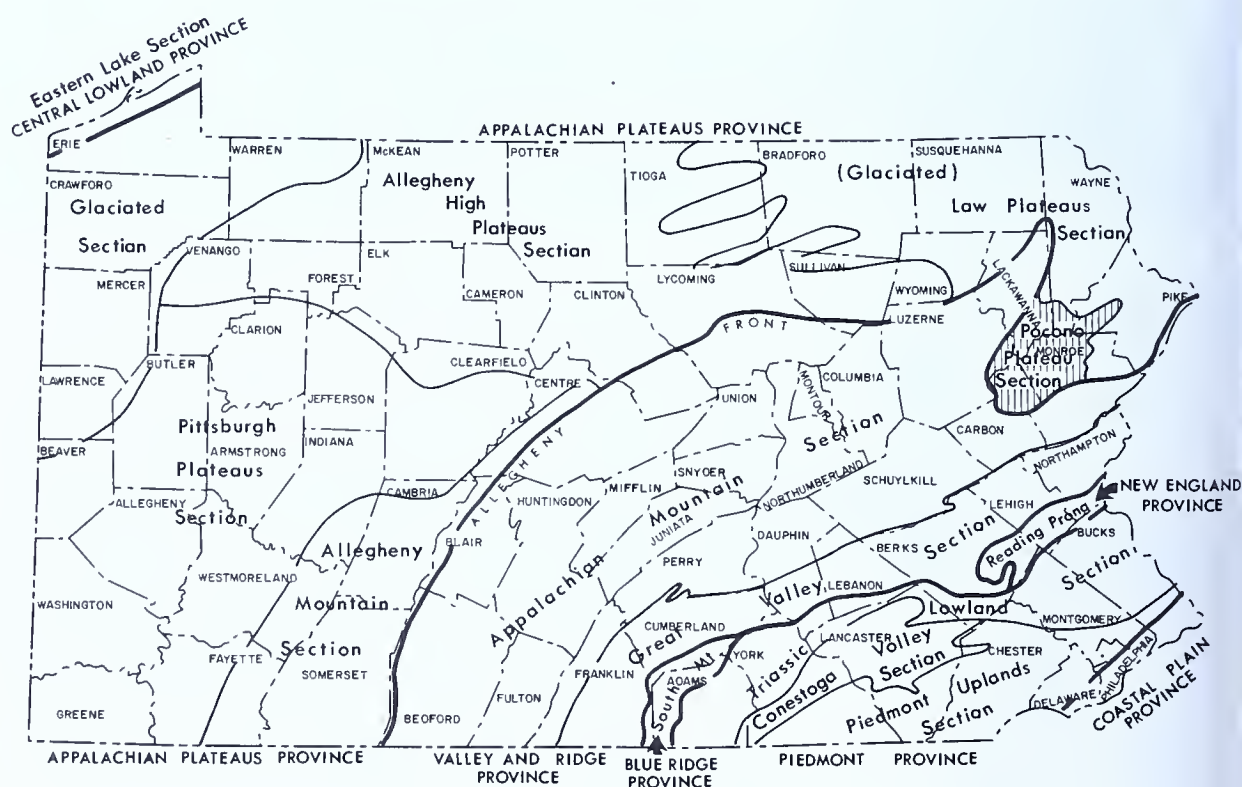 Eastern Lake Section
CENTRAL LOWLAND PROVINCE
APPALACHIAN PLATEAUS PROVINCE
ERIE
WARREN
McKEAN
POTTER
TIOGA
BRADFORD
SUSQUEHANNA
WAYNE
CRAWFORD
Glaciated
Sectian
Allegheny
High
Plateaus
Section
(Glaciated)
Law Plateaus
Section
VENANGO
MERCER
FOREST
ELK
CAMERON
CLINTON
LYCOMING
SULLIVAN
WYOMING
LACKAWANNA
PIKE
CLARION
CLEARFIELD
CENTRE
LUZERNE
Pocono
MONROE
Plateau
Section
ALLEGHENY FRONT
BUTLER
LAWRENCE
JEFFERSON
UNION
MONTOUR
COLUMBIA
CARBON
NORTHAMPTON
Pittsburgh
Plateaus
Section
BEAVER
ARMSTRONG
INDIANA
ALLEGHENY
CAMBRIA
HUNTINGDON
MIFFLIN
SNYDER
NORTHUMBERLAND
SCHUYLKILL
LEHIGH
NEW ENGLAND
PROVINCE
Appalachian Mountain Section
BLAIR
JUNIATA
PERRY
DAUPHIN
BERKS
LEBANON
Reading Prong
BUCKS
Allegheny
Mountain
Section
WESTMORELAND
WASHINGTON
FAYETTE
SOMERSET
GREENE
BEDFORD
FULTON
FRANKLIN
CUMBERLAND
Great Valley Section
ADAMS
South Mt
YORK
LANCASTER
Triassic Lowland Section
MONTGOMERY
CHESTER
Conestoga Valley
Section
Piedmont Uplands
Section
DELAWARE
PHILADELPHIA
COASTAL PLAIN
PROVINCE
APPALACHIAN PLATEAUS PROVINCE
VALLEY AND RIDGE
PROVINCE
BLUE RIDGE
PROVINCE
PIEDMONT PROVINCE